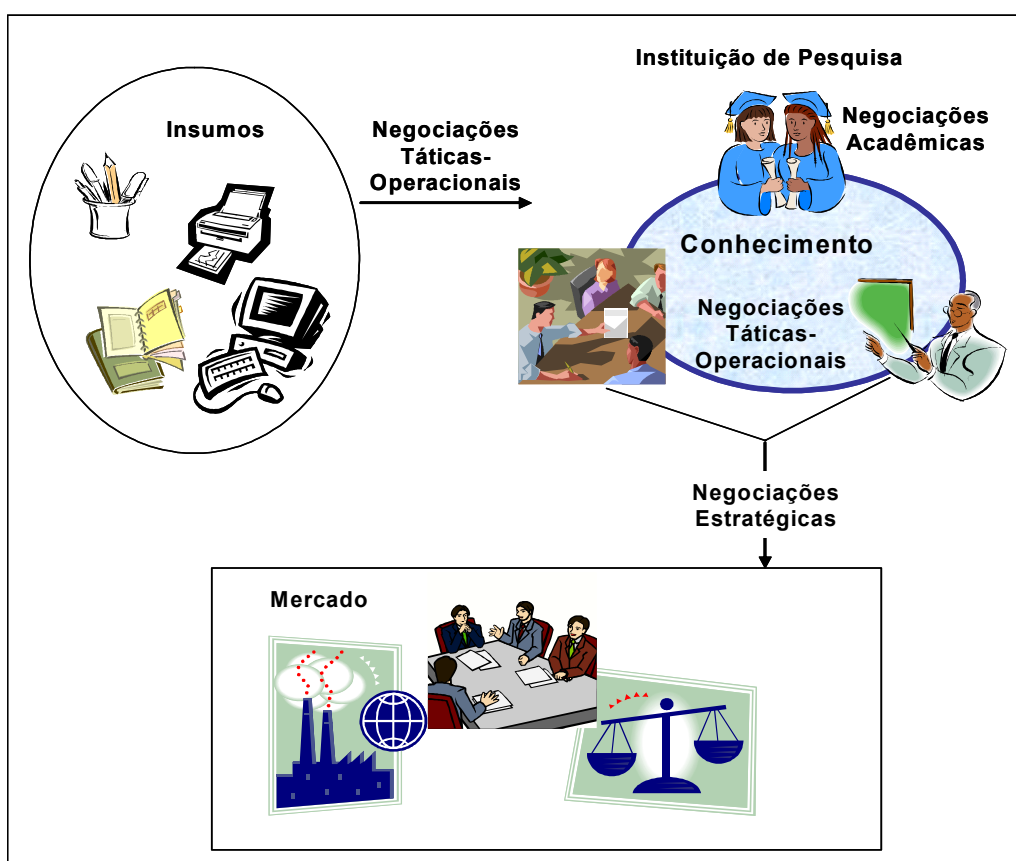 Instituição de Pesquisa
Insumos
Negociações
Táticas-
Operacionais
Negociações
Acadêmicas
Conhecimento
Negociações
Táticas-
Operacionais
Negociações
Estratégicas
Mercado